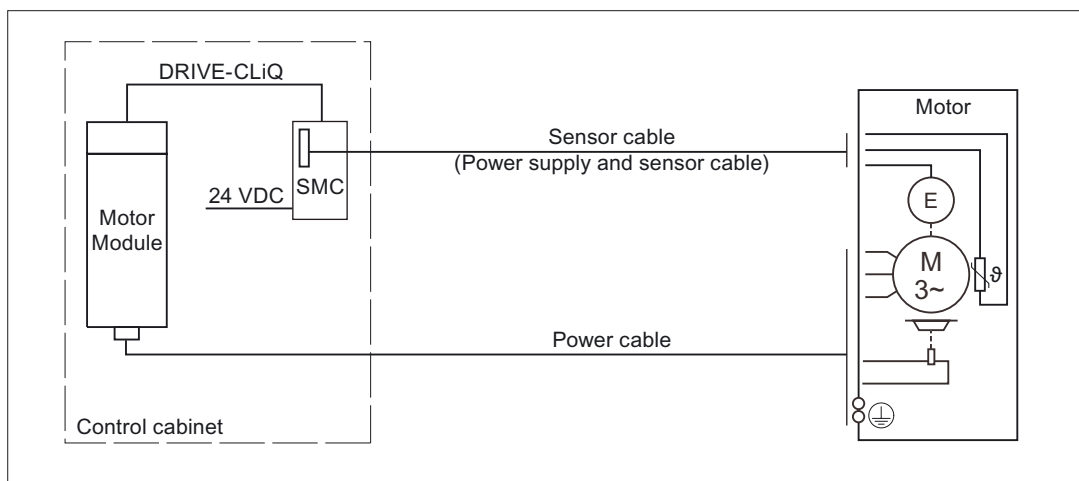 DRIVE-CLiQ
Motor
Sensor cable
(Power supply and sensor cable)
SMC
24 VDC
Motor
Module
E
M
3~
ϑ
Power cable
Control cabinet